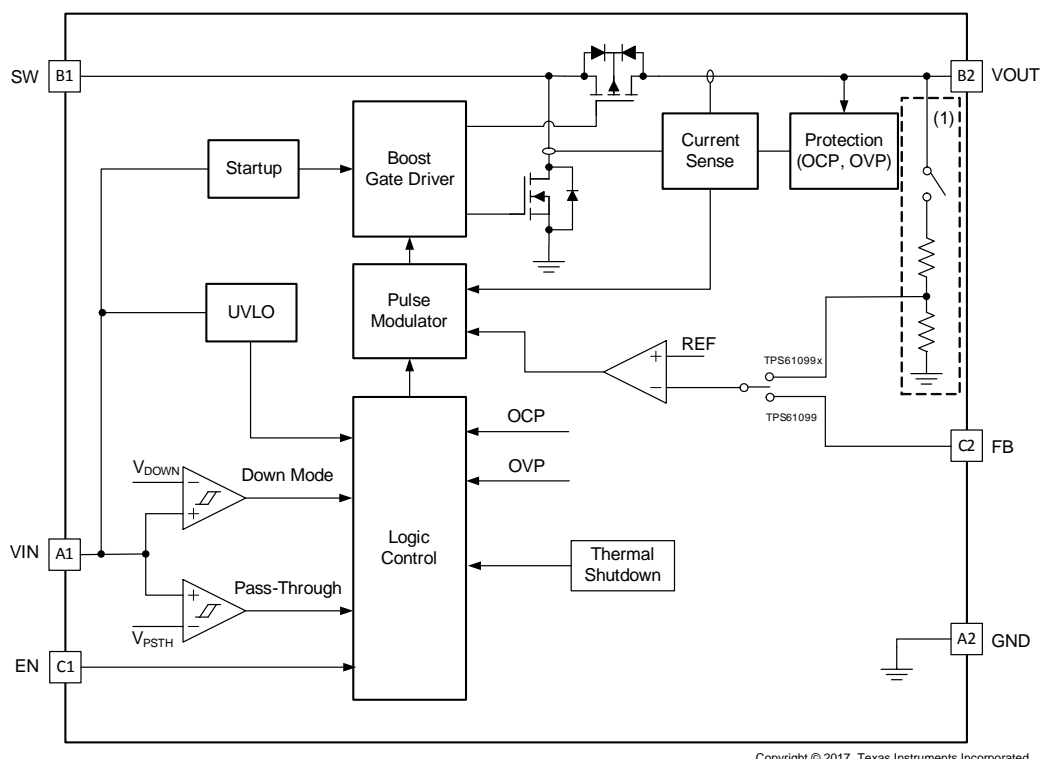 SW
B1
B2
VOUT
(1)
Startup
Boost
Gate Driver
Current
Sense
Protection
(OCP, OVP)
UVLO
Pulse
Modulator
REF
+
−
TPS61099x
TPS61099
OCP
OVP
C2
FB
VDOWN
−
+
Down Mode
Logic
Control
VIN
A1
Thermal
Shutdown
Pass-Through
+
−
VPSTH
EN
C1
A2
GND
Copyright © 2017, Texas Instruments Incorporated